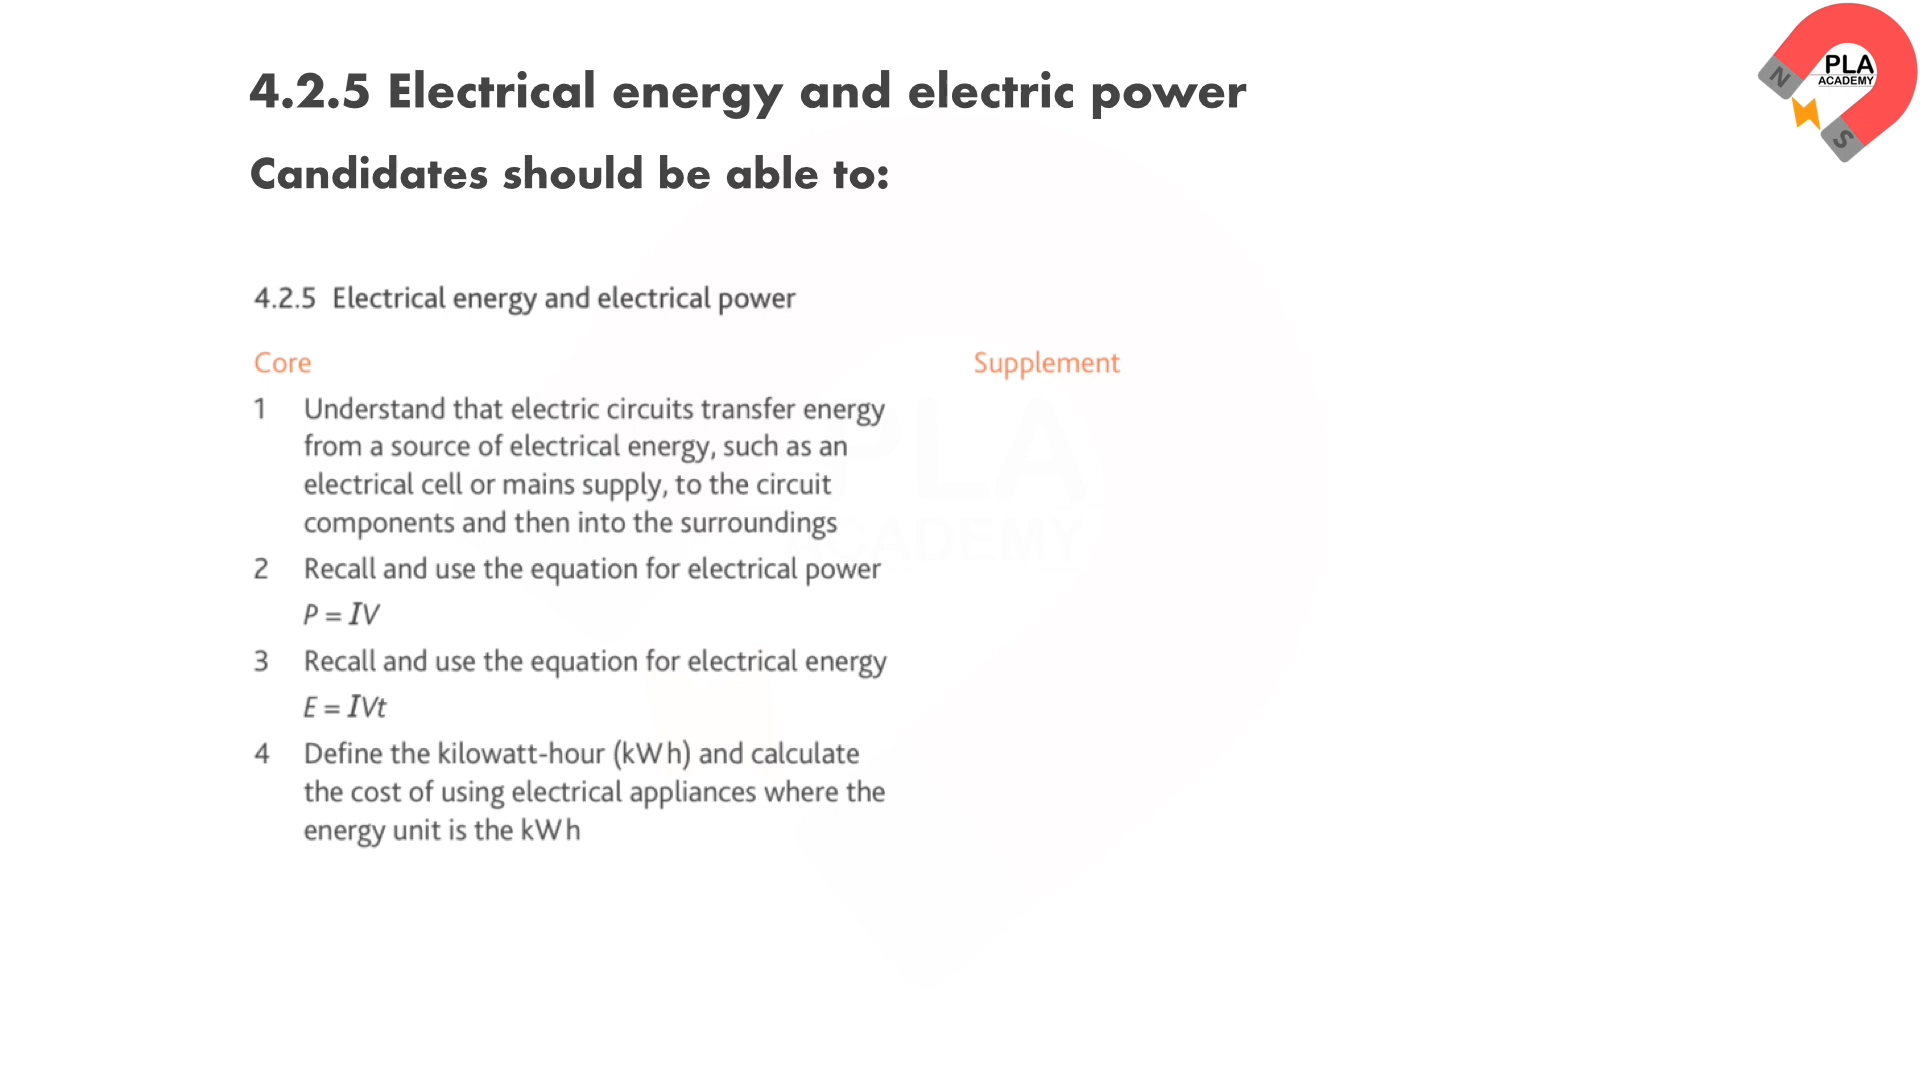 4.2.5 Electrical energy and electric power
PLA
ACADEMY
N
S
Candidates should be able to:
4.2.5 Electrical energy and electrical power
Core
Supplement
1 Understand that electric circuits transfer energy
from a source of electrical energy, such as an
electrical cell or mains supply, to the circuit
components and then into the surroundings
2 Recall and use the equation for electrical power
P = IV
3 Recall and use the equation for electrical energy
E = IVt
4 Define the kilowatt-hour (kW h) and calculate
the cost of using electrical appliances where the
energy unit is the kW h
PLA
ACADEMY